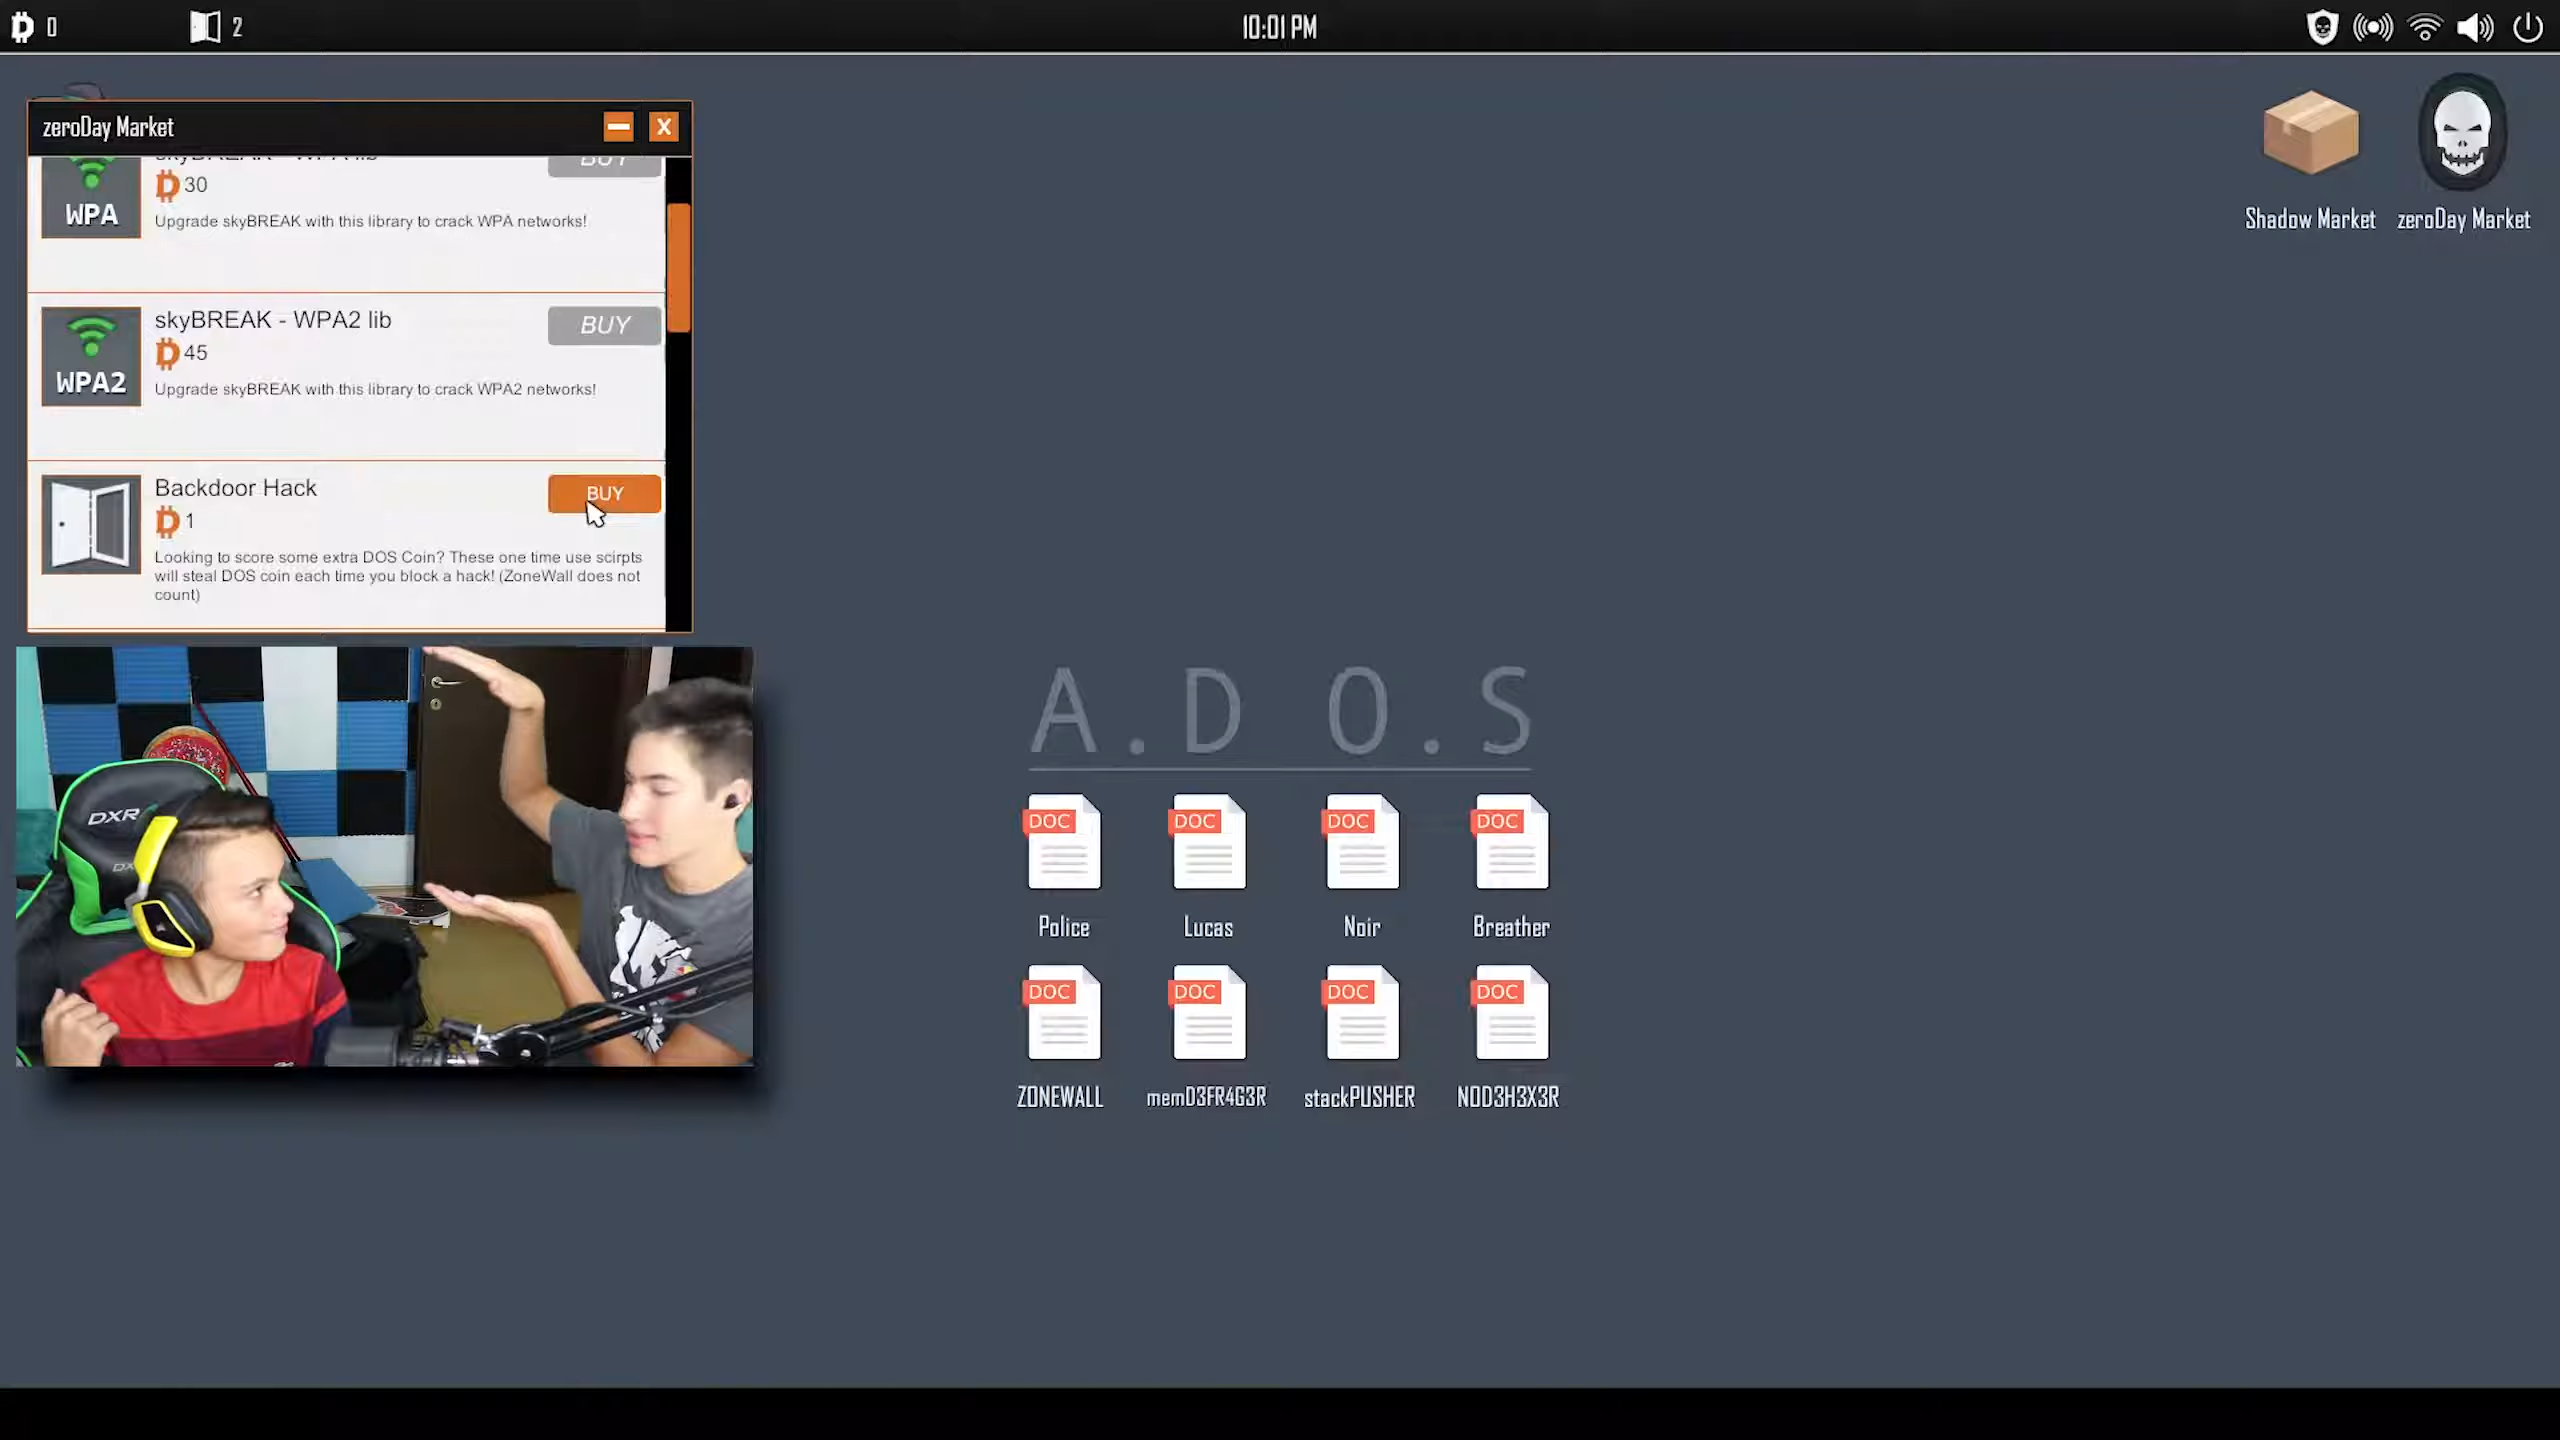 0
2
10:01 PM
zeroDay Market
skyBREAK - WPA lib
BUY
30
WPA
Upgrade skyBREAK with this library to crack WPA networks!
skyBREAK - WPA2 lib
BUY
45
WPA2
Upgrade skyBREAK with this library to crack WPA2 networks!
Backdoor Hack
BUY
1
Looking to score some extra DOS Coin? These one time use scirpts
will steal DOS coin each time you block a hack! (ZoneWall does not
count)
Shadow Market
zeroDay Market
DXR
A.D O.S
DOC
DOC
DOC
DOC
Police
Lucas
Noir
Breather
DOC
DOC
DOC
DOC
ZONEWALL
memD3FR4G3R
stackPUSHER
NOD3H3X3R